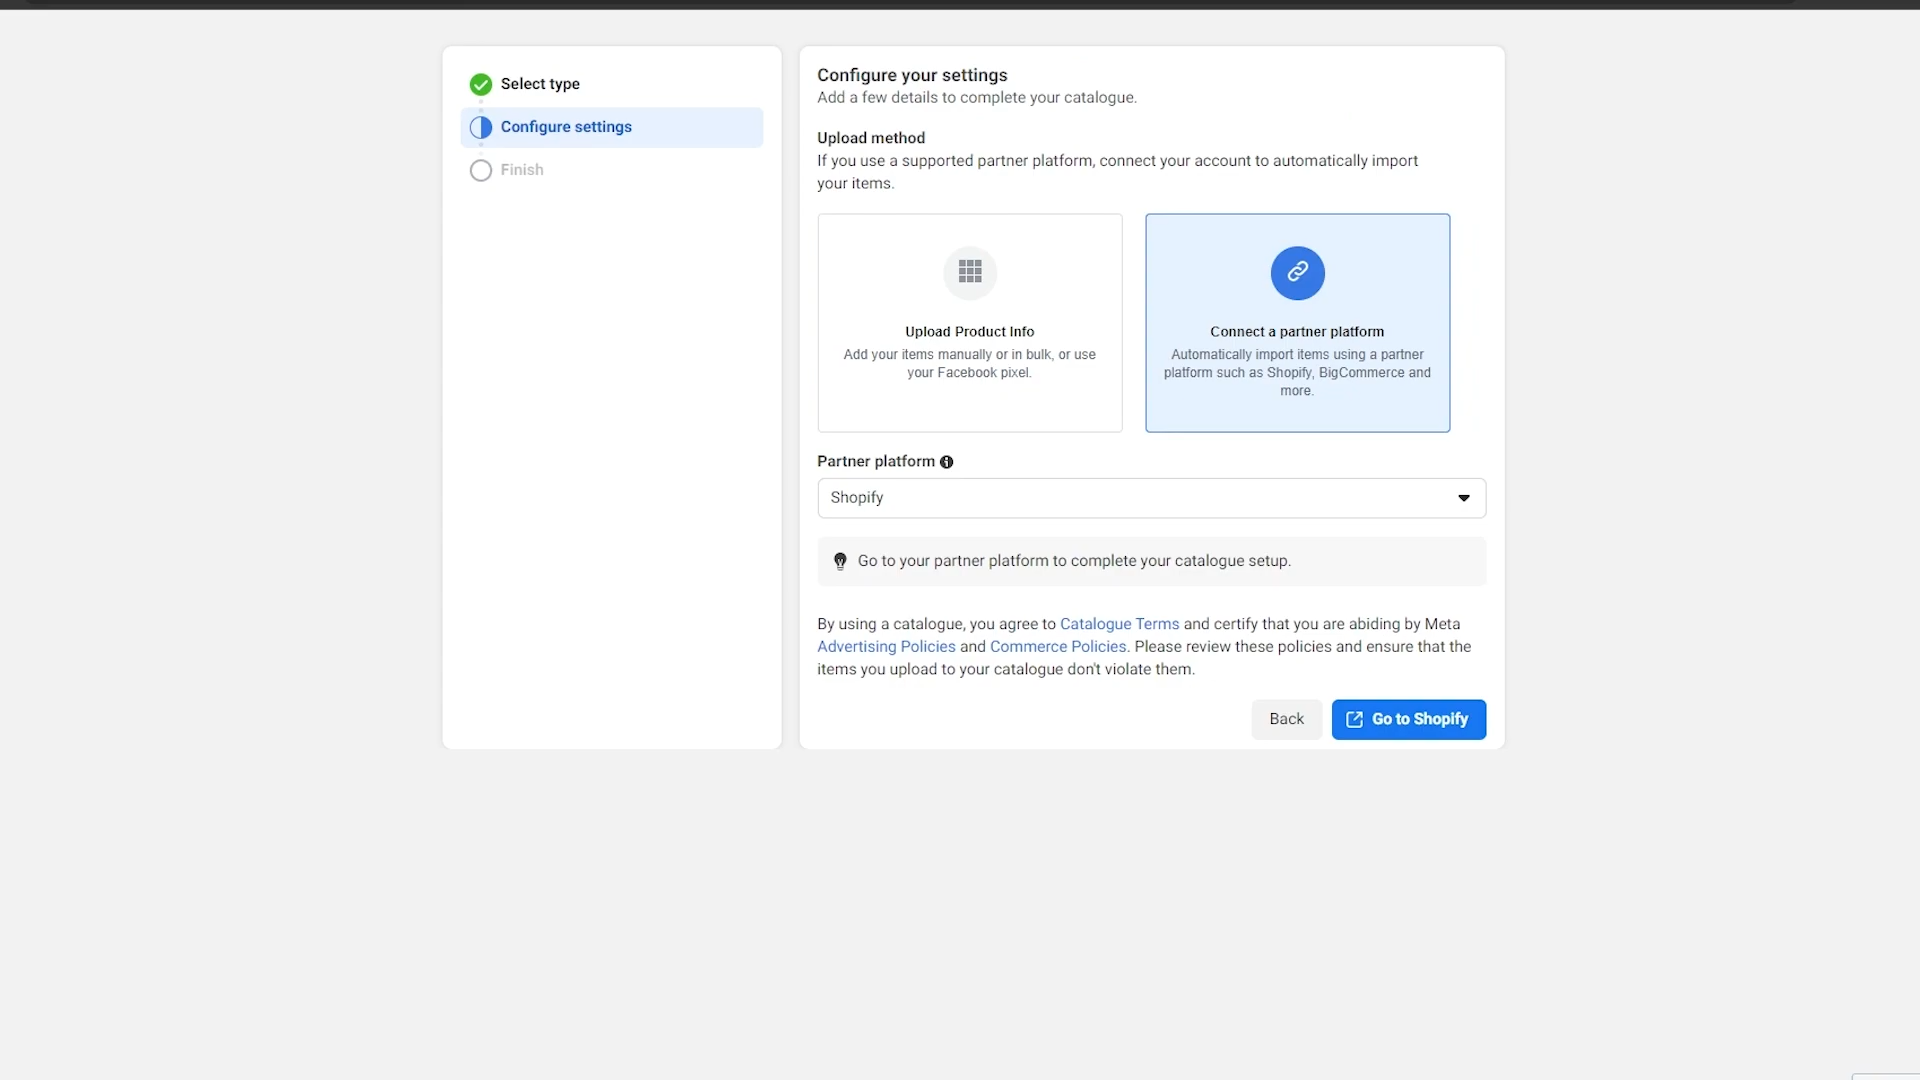 Select type
Configure settings
Finish
Configure your settings
Add a few details to complete your catalogue.
Upload method
If you use a supported partner platform, connect your account to automatically import
your items.
Upload Product Info
Add your items manually or in bulk, or use
your Facebook pixel.
Connect a partner platform
Automatically import items using a partner
platform such as Shopify, BigCommerce and
more.
Partner platform
Shopify
Go to your partner platform to complete your catalogue setup.
By using a catalogue, you agree to Catalogue Terms and certify that you are abiding by Meta
Advertising Policies and Commerce Policies. Please review these policies and ensure that the
items you upload to your catalogue don't violate them.
Back
Go to Shopify